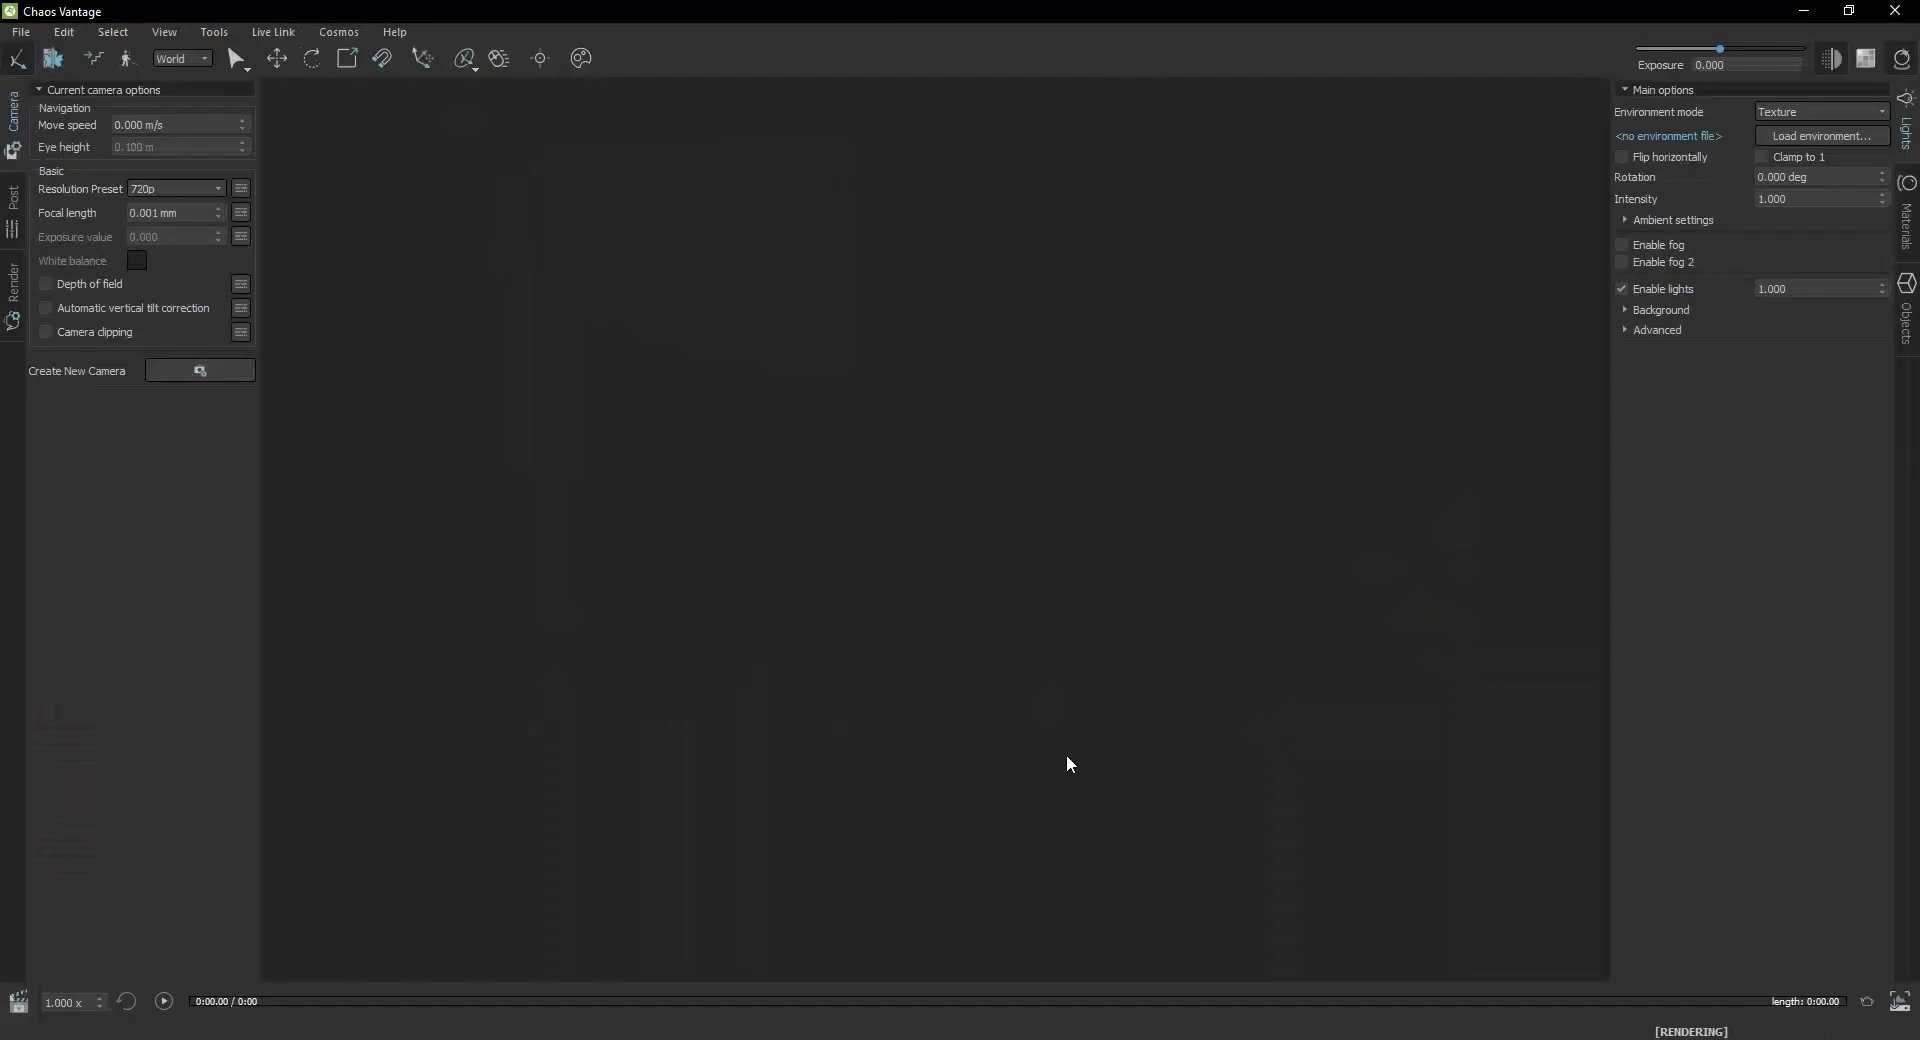 Chaos Vantage
File Edit Select View Tools Live Link Cosmos Help
World
Exposure 0.000
Camera
Post
Render
Current camera options
Navigation
Move speed 0.000 m/s
Eye height 0.100 m
Basic
Resolution Preset 720p
Focal length 0.001 mm
Exposure value 0.000
White balance
Depth of field
Automatic vertical tilt correction
Camera clipping
Create New Camera
Main options
Environment mode Texture
<no environment file> Load environment...
Flip horizontally Clamp to 1
Rotation 0.000 deg
Intensity 1.000
Ambient settings
Enable fog
Enable fog 2
Enable lights 1.000
Background
Advanced
Lights
Materials
Objects
1.000 x 0:00.00 / 0:00 length: 0:00.00
[RENDERING]